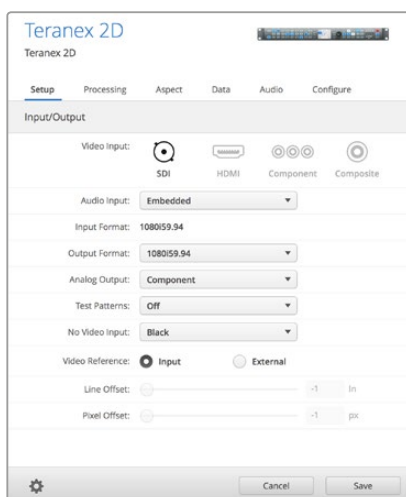 Teranex 2D
Teranex 2D
Setup Processing Aspect Data Audio Configure
Input/Output
Video Input:
SDI HDMI Component Composite
Audio Input: Embedded
Input Format: 1080i59.94
Output Format: 1080i59.94
Analog Output: Component
Test Patterns: Off
No Video Input: Black
Video Reference: Input External
Line Offset: -1 ln
Pixel Offset: -1 px
Cancel Save